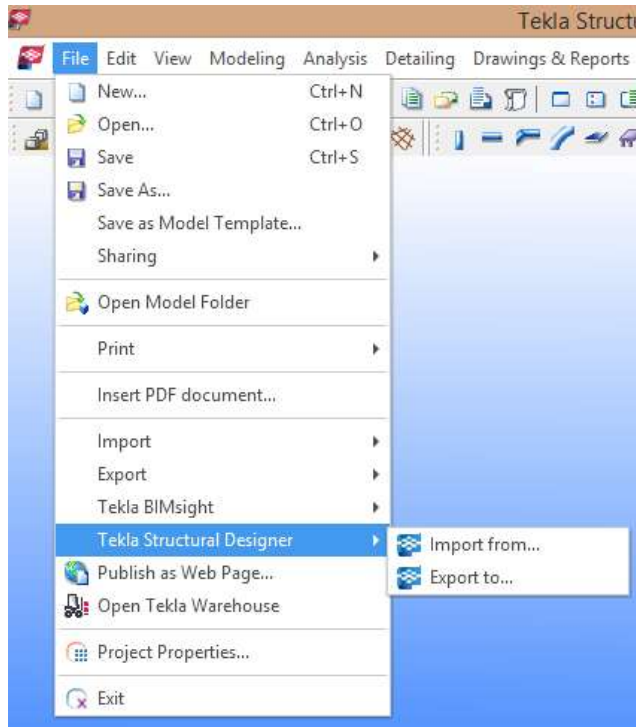 Tekla Structu
File Edit View Modeling Analysis Detailing Drawings & Reports
New... Ctrl+N
Open... Ctrl+O
Save Ctrl+S
Save As...
Save as Model Template...
Sharing
Open Model Folder
Print
Insert PDF document...
Import
Export
Tekla BIMsight
Tekla Structural Designer
Import from...
Export to...
Publish as Web Page...
Open Tekla Warehouse
Project Properties...
Exit